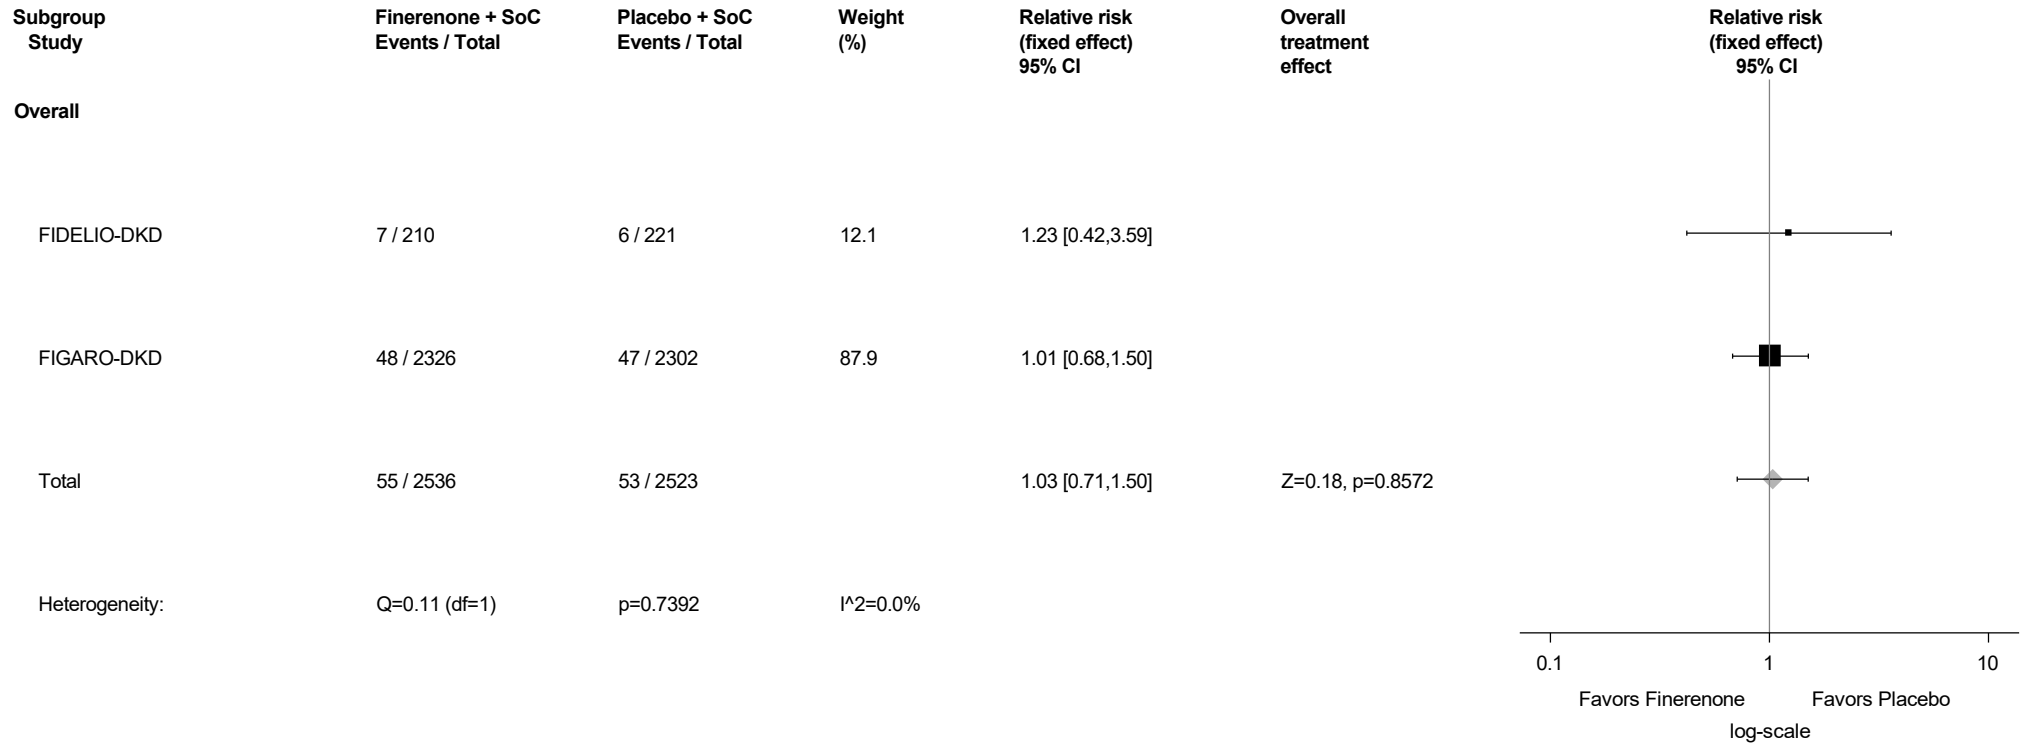 Subgroup Finerenone + SoC Placebo + SoC Weight Relative risk Overall Relative risk
Study Events / Total Events / Total (%) (fixed effect) treatment (fixed effect)
95% CI effect 95% CI
Overall
FIDELIO-DKD 7 / 210 6 / 221 12.1 1.23 [0.42,3.59]
FIGARO-DKD 48 / 2326 47 / 2302 87.9 1.01 [0.68,1.50]
Total 55 / 2536 53 / 2523 1.03 [0.71,1.50] Z=0.18, p=0.8572
Heterogeneity: Q=0.11 (df=1) p=0.7392 I^2=0.0%
0.1 1 10
Favors Finerenone Favors Placebo
log-scale